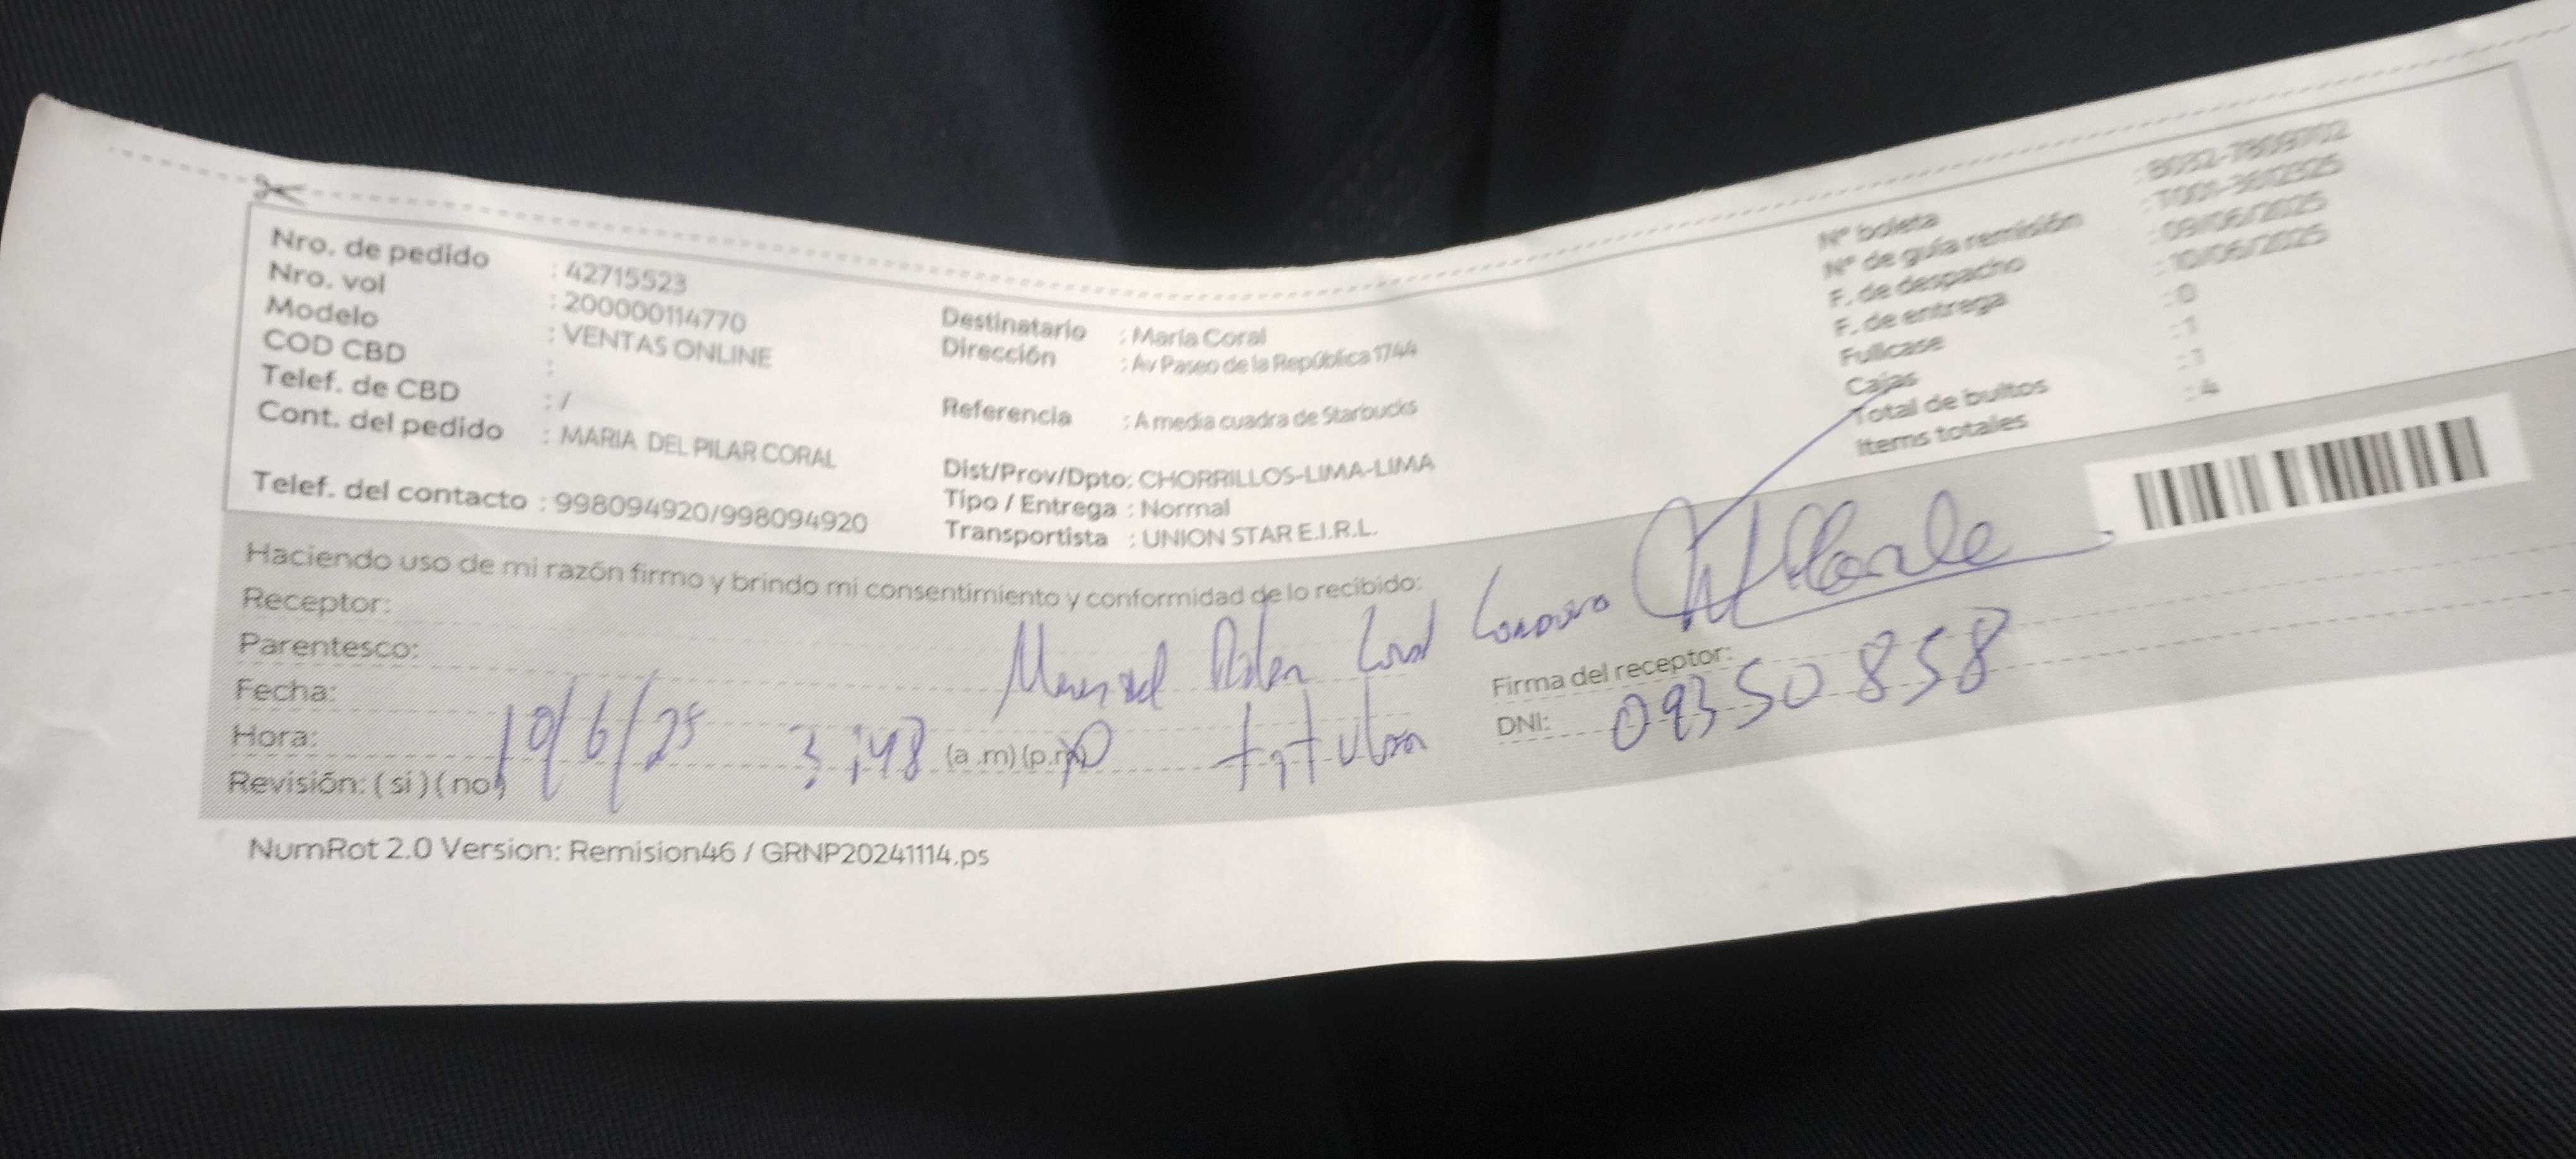 Nro. de pedido : 42715523
Nro. vol : 200000114770
Modelo : VENTAS ONLINE
COD CBD :
Telef. de CBD : /
Cont. del pedido : MARIA DEL PILAR CORAL
Telef. del contacto : 998094920/998094920
Destinatario : María Coral
Dirección : Av Paseo de la República 1744
Referencia : A media cuadra de Starbucks
Dist/Prov/Dpto: CHORRILLOS-LIMA-LIMA
Tipo / Entrega : Normal
Transportista : UNION STAR E.I.R.L.
N° boleta
N° de guía remisión
F. de despacho : 09/06/2025
F. de entrega : 10/06/2025
Fullcase : 0
Cajas : 1
Total de bultos : 1
Items totales : 4
Haciendo uso de mi razón firmo y brindo mi consentimiento y conformidad de lo recibido:
Receptor: Coral
Parentesco: titular
Fecha: 10/6/25
Hora: 3:48 (a.m)(p.m)
Revisión: ( si ) ( no )
Firma del receptor:
DNI: 09350858
NumRot 2.0 Version: Remision46 / GRNP20241114.ps